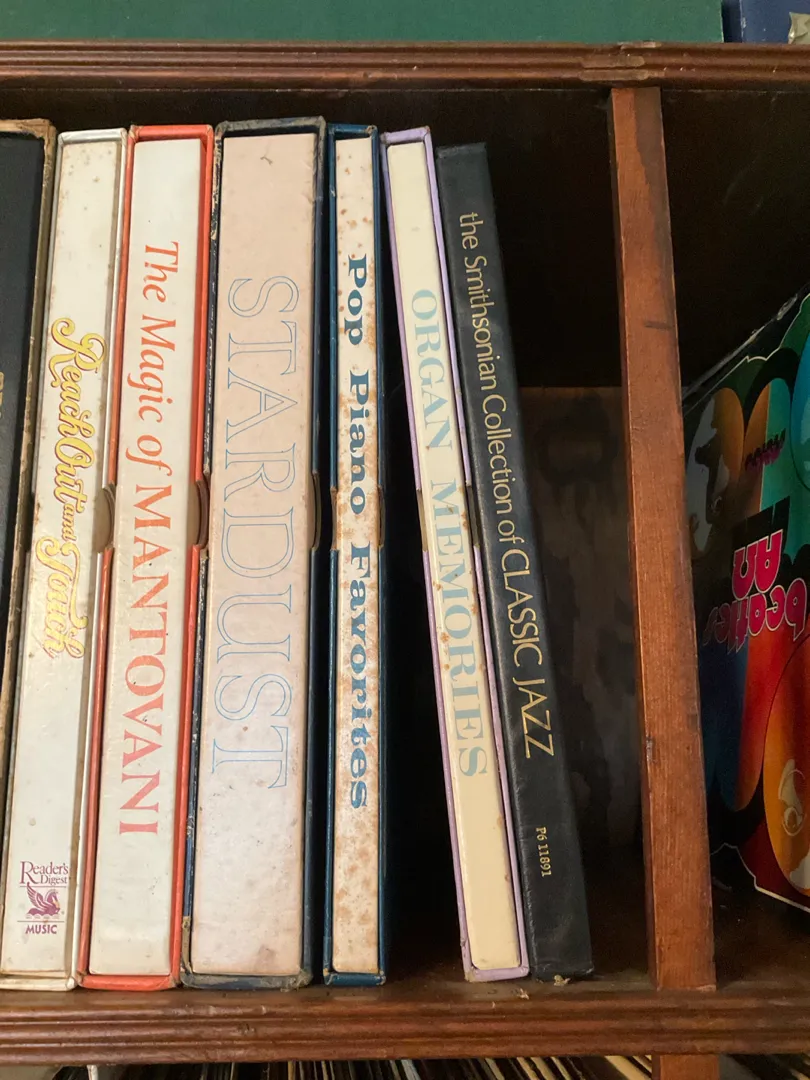 Reach Out and Touch
Reader's
Digest
MUSIC
The Magic of MANTOVANI
STARDUST
Pop Piano Favorites
ORGAN MEMORIES
the Smithsonian Collection of CLASSIC JAZZ
P6 11891